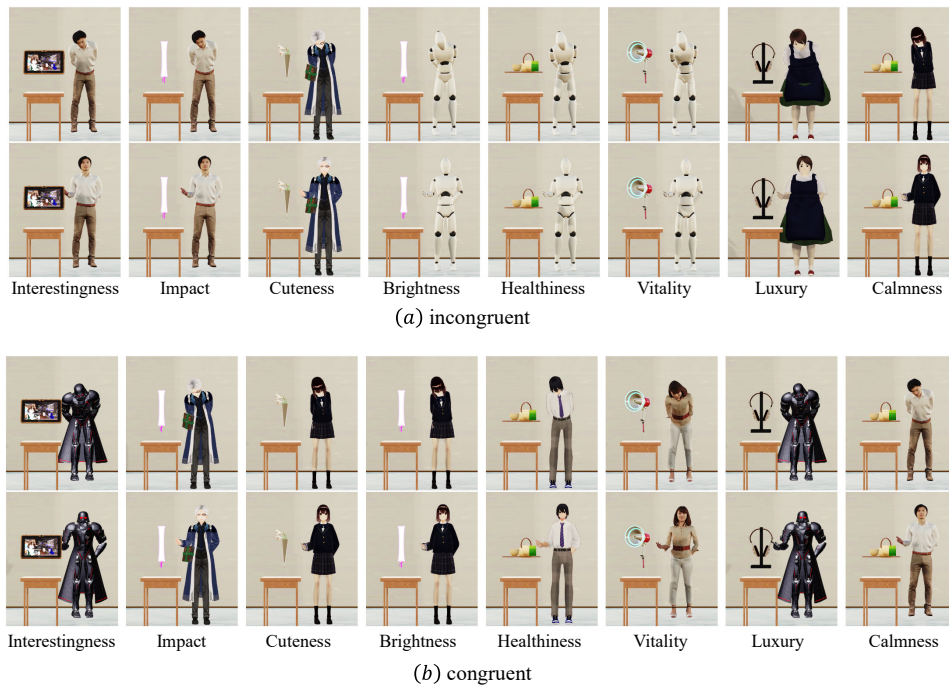 Interestingness Impact Cuteness Brightness Healthiness Vitality Luxury Calmness
(a) incongruent
Interestingness Impact Cuteness Brightness Healthiness Vitality Luxury Calmness
(b) congruent